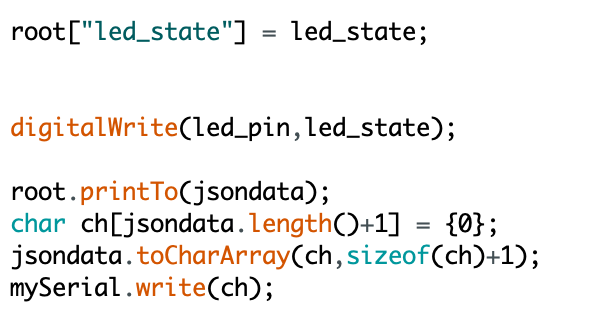 root["led_state"] = led_state;
digitalWrite(led_pin,led_state);
root.printTo(jsondata);
char ch[jsondata.length()+1] = {0};
jsondata.toCharArray(ch,sizeof(ch)+1);
mySerial.write(ch);